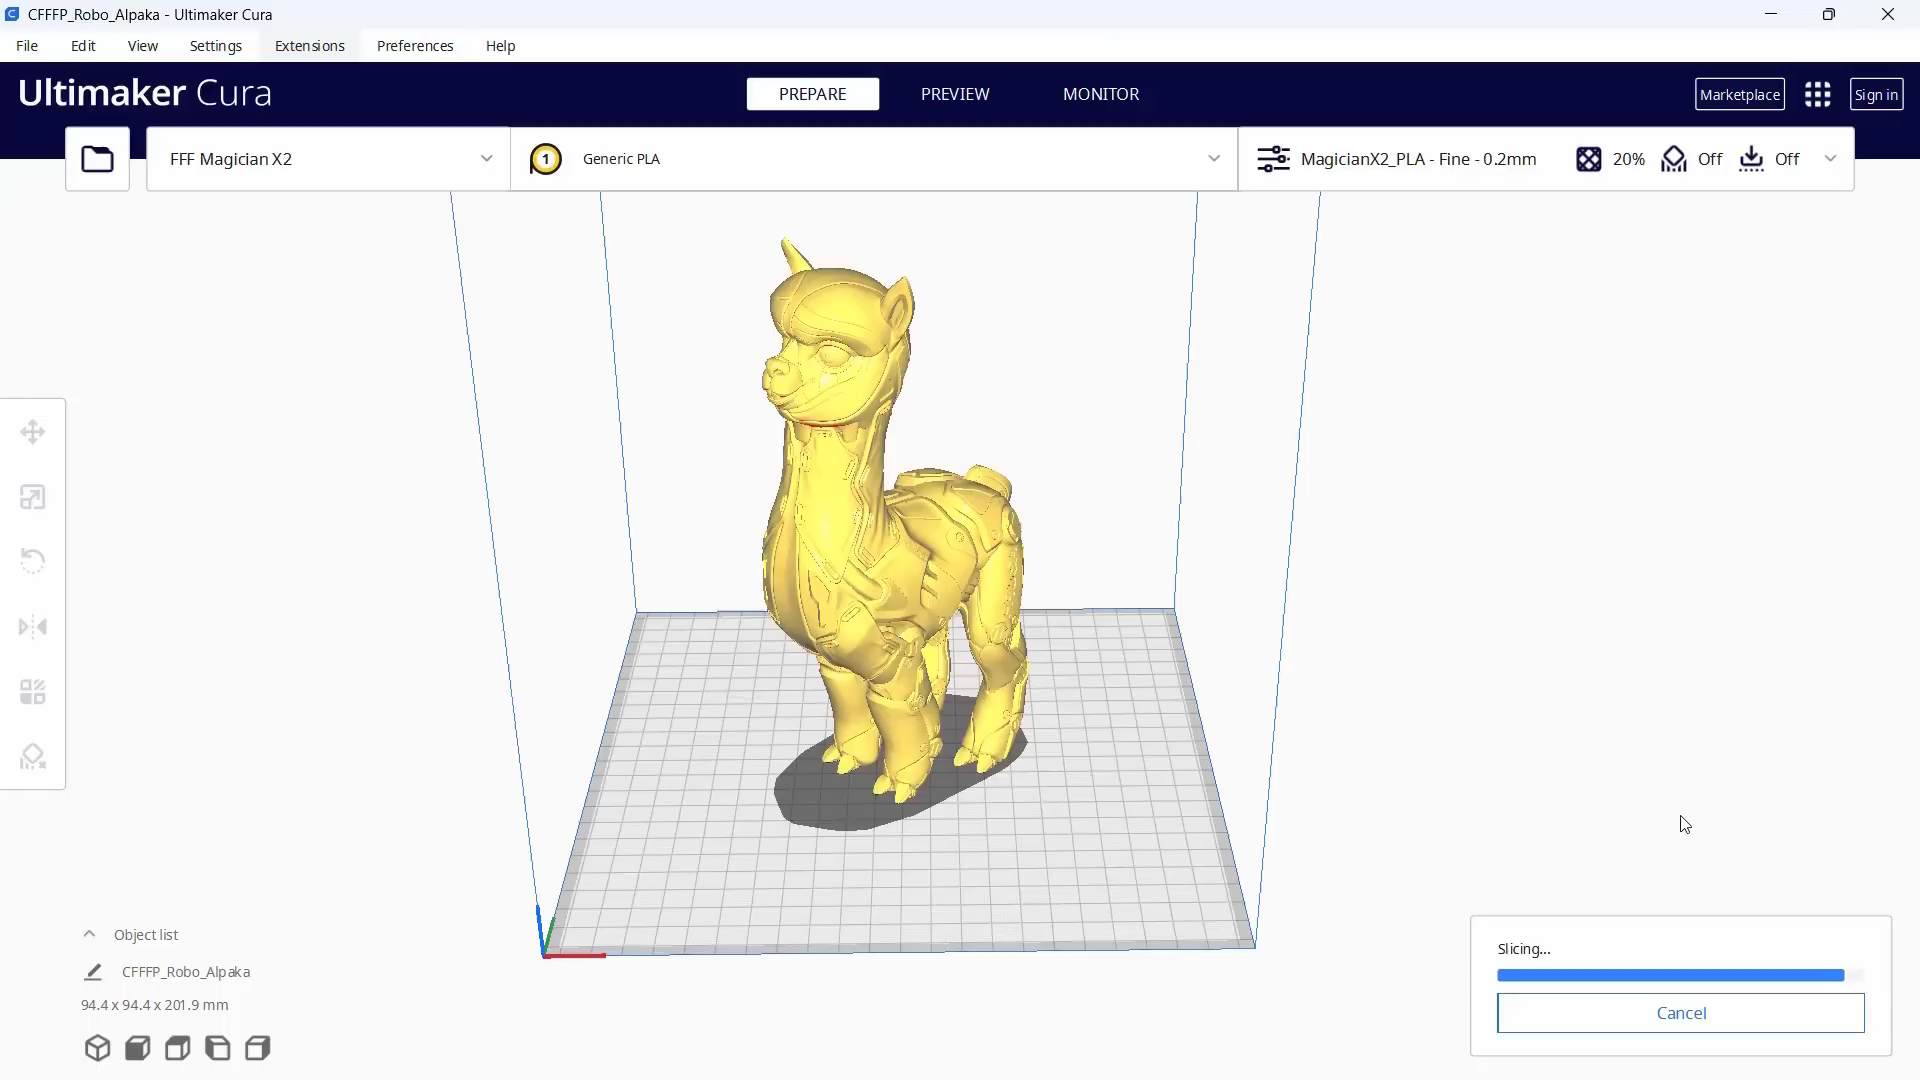 CFFFP_Robo_Alpaka - Ultimaker Cura
File Edit View Settings Extensions Preferences Help
Ultimaker Cura
PREPARE PREVIEW MONITOR
Marketplace
Sign in
FFF Magician X2
1 Generic PLA
MagicianX2_PLA - Fine - 0.2mm 20% Off Off
Object list
CFFFP_Robo_Alpaka
94.4 x 94.4 x 201.9 mm
Slicing...
Cancel